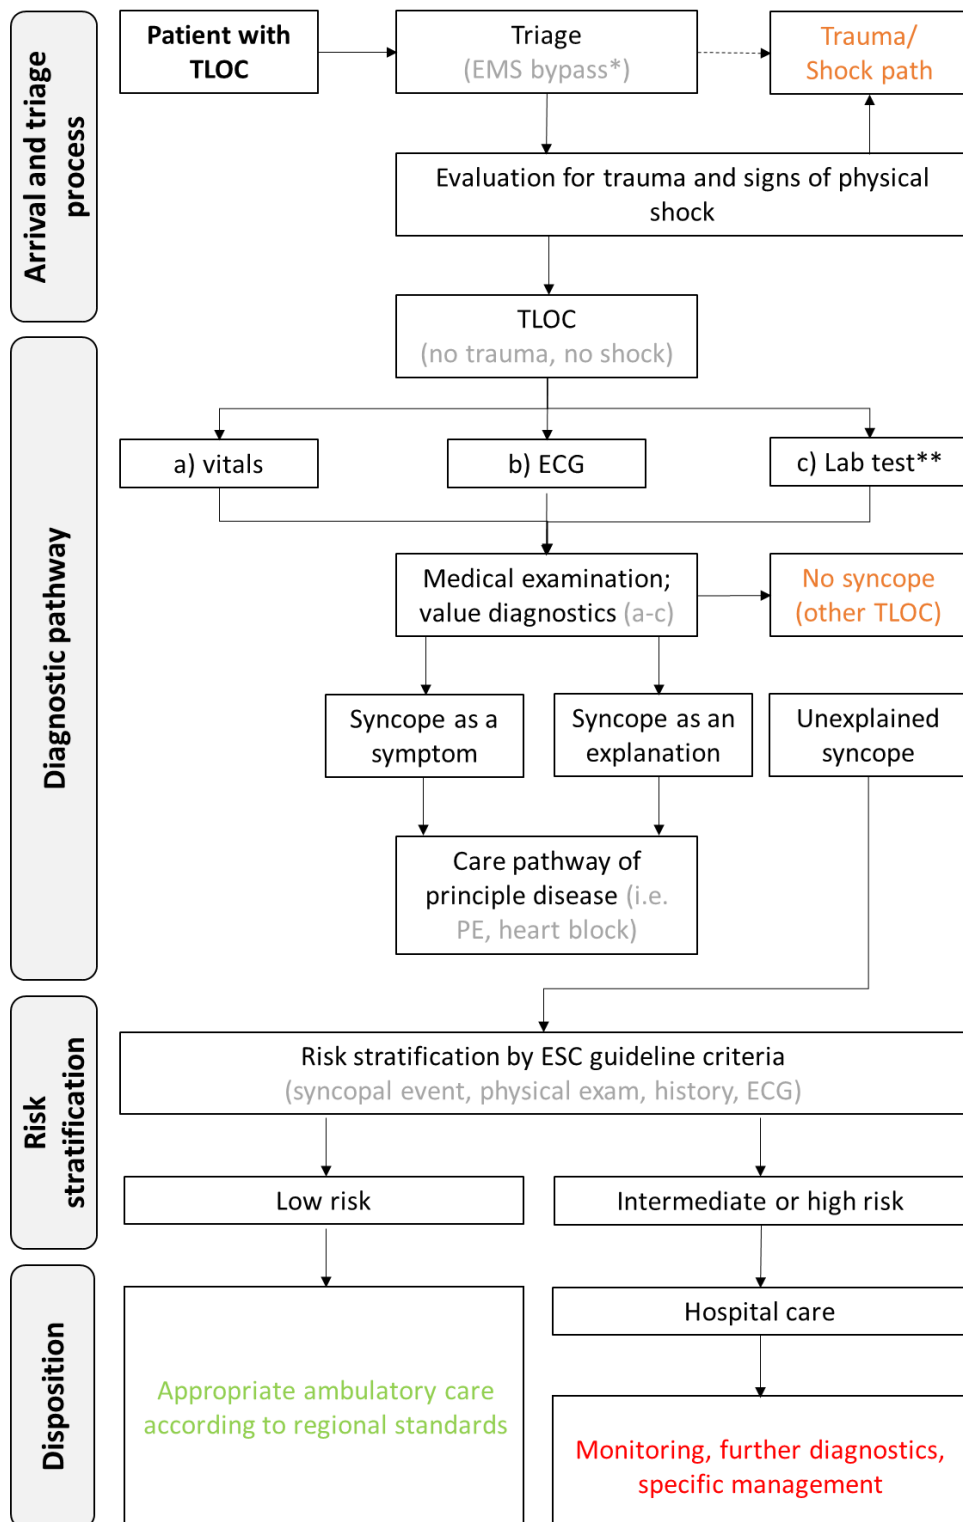 Arrival and triage
process
Patient with
TLOC
Triage
(EMS bypass*)
Trauma/
Shock path
Evaluation for trauma and signs of physical
shock
Diagnostic pathway
TLOC
(no trauma, no shock)
a) vitals
b) ECG
c) Lab test**
Medical examination;
value diagnostics (a-c)
No syncope
(other TLOC)
Syncope as a
symptom
Syncope as an
explanation
Unexplained
syncope
Care pathway of
principle disease (i.e.
PE, heart block)
Risk
stratification
Risk stratification by ESC guideline criteria
(syncopal event, physical exam, history, ECG)
Low risk
Intermediate or high risk
Disposition
Appropriate ambulatory care
according to regional standards
Hospital care
Monitoring, further diagnostics,
specific management